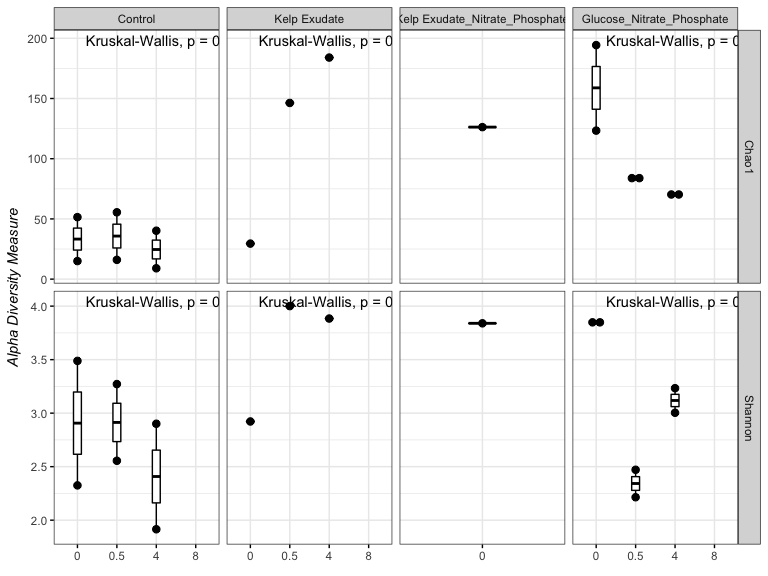 Control
Kelp Exudate
Kelp Exudate_Nitrate_Phosphate
Glucose_Nitrate_Phosphate
Kruskal-Wallis, p = 0
Kruskal-Wallis, p = 0
Kruskal-Wallis, p = 0
200
150
100
50
0
Chao1
Kruskal-Wallis, p = 0
Kruskal-Wallis, p = 0
Kruskal-Wallis, p = 0
4.0
3.5
3.0
2.5
2.0
Shannon
Alpha Diversity Measure
0 0.5 4 8
0 0.5 4 8
0
0 0.5 4 8